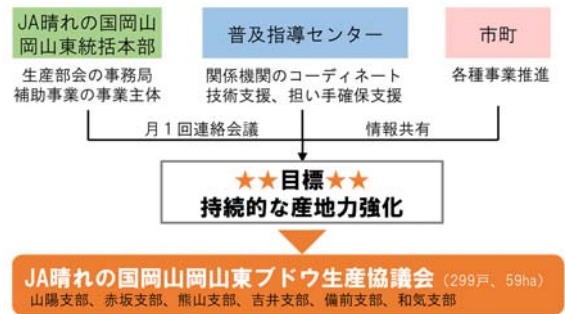 JA晴れの国岡山
岡山東統括本部
生産部会の事務局
補助事業の事業主体
普及指導センター
関係機関のコーディネート
技術支援、担い手確保支援
市町
各種事業推進
月1回連絡会議
情報共有
★★目標★★
持続的な産地力強化
JA晴れの国岡山岡山東ブドウ生産協議会(299戸、59ha)
山陽支部、赤坂支部、熊山支部、吉井支部、備前支部、和気支部